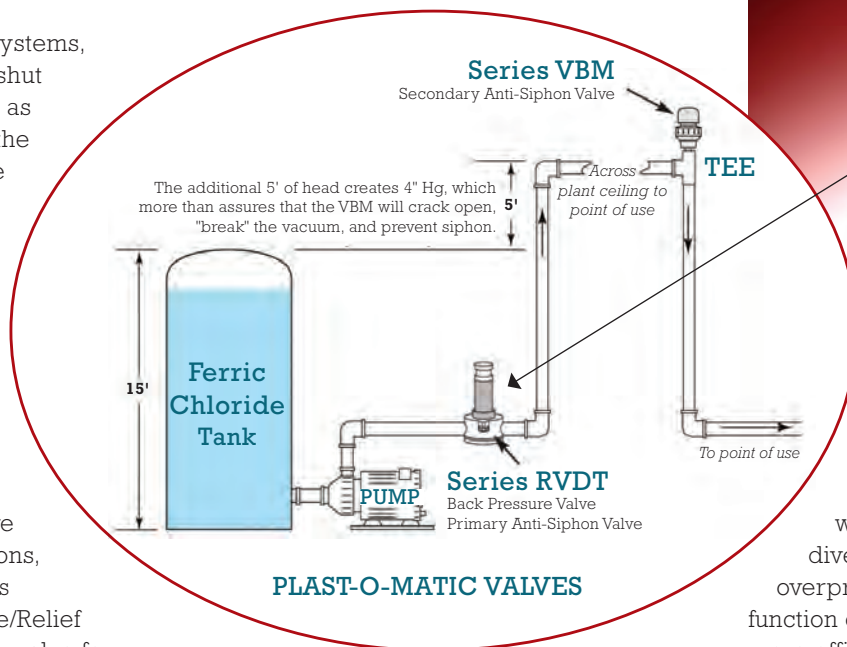 ystems,
shut
as
the
Series VBM
Secondary Anti-Siphon Valve
TEE
The additional 5' of head creates 4" Hg, which
more than assures that the VBM will crack open,
"break" the vacuum, and prevent siphon.
5'
Across
plant ceiling to
point of use
15'
Ferric
Chloride
Tank
PUMP
Series RVDT
Back Pressure Valve
Primary Anti-Siphon Valve
To point of use
PLAST-O-MATIC VALVES
ons,
s
e/Relief
w
dive
overpr
function o